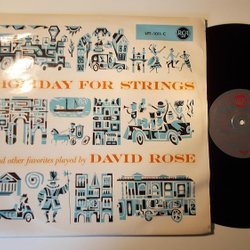 RCA
HOLIDAY FOR STRINGS
and other favorites played by DAVID ROSE